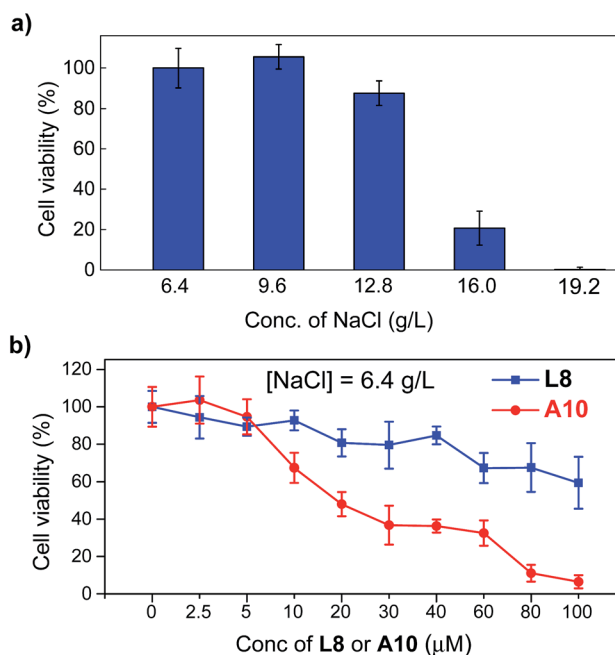 a)
Cell viability (%)
100
80
60
40
20
0
6.4 9.6 12.8 16.0 19.2
Conc. of NaCl (g/L)
b)
Cell viability (%)
120
100
80
60
40
20
0
[NaCl] = 6.4 g/L
L8
A10
0 2.5 5 10 20 30 40 60 80 100
Conc of L8 or A10 (μM)